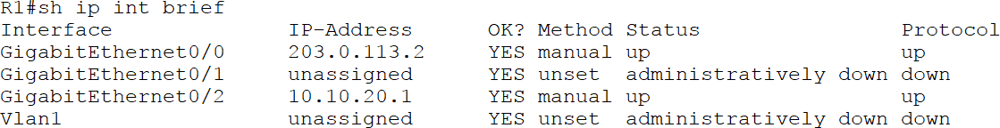 R1#sh ip int brief
Interface IP-Address OK? Method Status Protocol
GigabitEthernet0/0 203.0.113.2 YES manual up up
GigabitEthernet0/1 unassigned YES unset administratively down down
GigabitEthernet0/2 10.10.20.1 YES manual up up
Vlan1 unassigned YES unset administratively down down